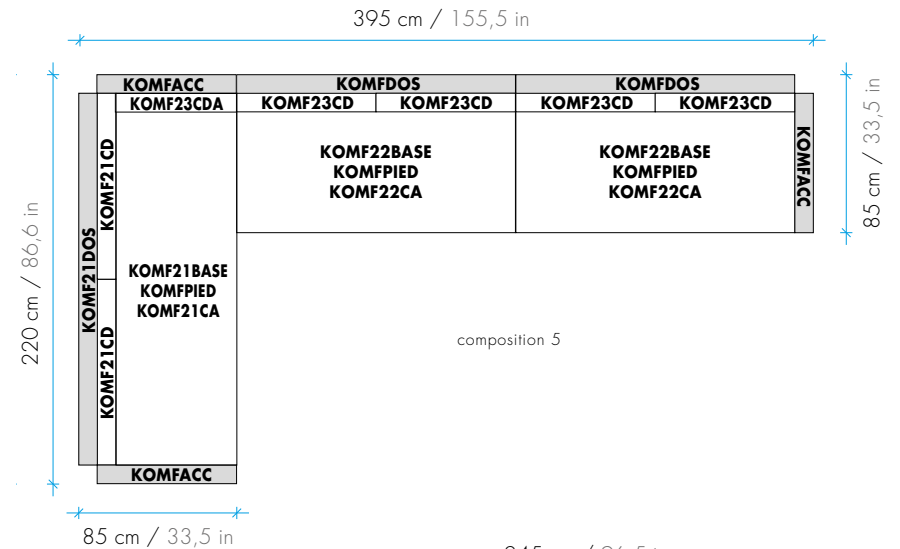 395 cm / 155,5 in
KOMFACC
KOMFDOS
KOMFDOS
KOMF23CDA
KOMF23CD
KOMF23CD
KOMF23CD
KOMF23CD
KOMF21DOS
KOMF21CD
KOMF21CD
KOMF22BASE
KOMFPIED
KOMF22CA
KOMF22BASE
KOMFPIED
KOMF22CA
KOMFACC
85 cm / 33,5 in
220 cm / 86,6 in
KOMF21BASE
KOMFPIED
KOMF21CA
composition 5
KOMFACC
85 cm / 33,5 in